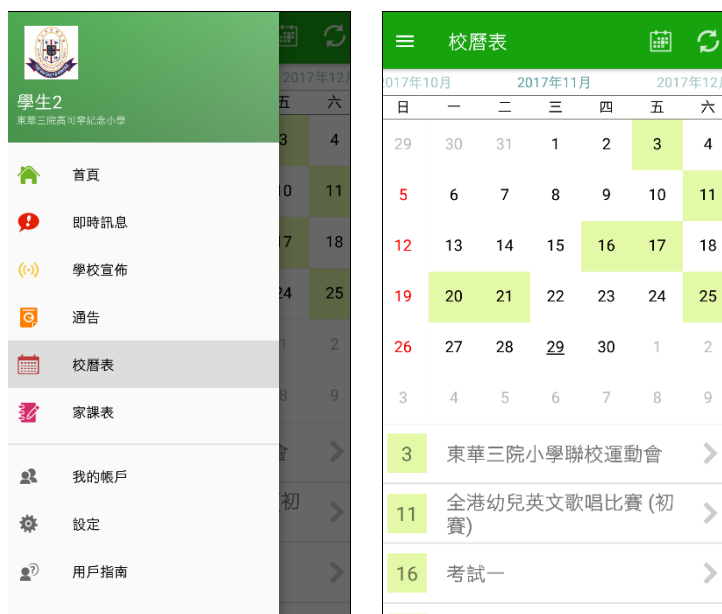 學生2
東華三院高可寧紀念小學
首頁
即時訊息
學校宣佈
通告
校曆表
家課表
我的帳戶
設定
用戶指南
2017年12月
五 六
3 4
10 11
17 18
24 25
1 2
8 9
會
(初
校曆表
2017年10月 2017年11月 2017年12月
日 一 二 三 四 五 六
29 30 31 1 2 3 4
5 6 7 8 9 10 11
12 13 14 15 16 17 18
19 20 21 22 23 24 25
26 27 28 29 30 1 2
3 4 5 6 7 8 9
3 東華三院小學聯校運動會
11 全港幼兒英文歌唱比賽 (初
賽)
16 考試一